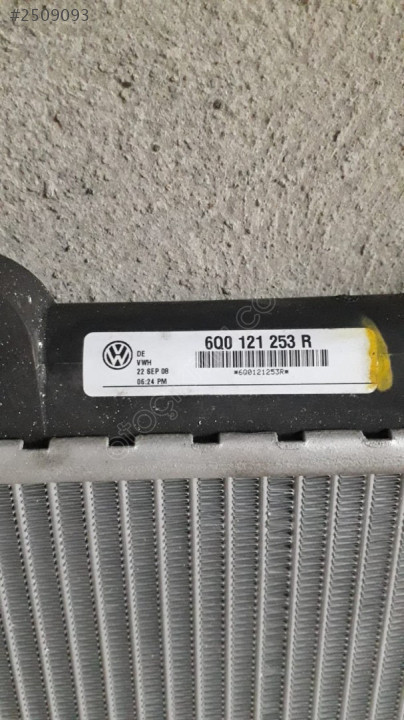 #2509093
6Q0 121 253 R
DE
VWH
22 SEP 08
06:24 PM
*6Q0121253R*